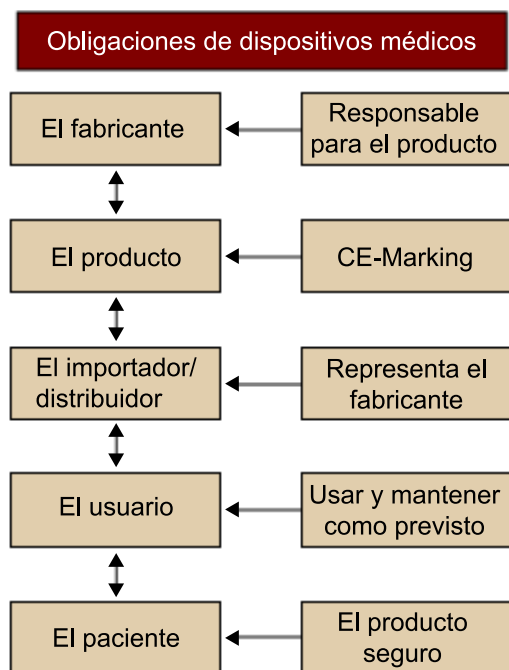 Obligaciones de dispositivos médicos
El fabricante
Responsable
para el producto
El producto
CE-Marking
El importador/
distribuidor
Representa el
fabricante
El usuario
Usar y mantener
como previsto
El paciente
El producto
seguro